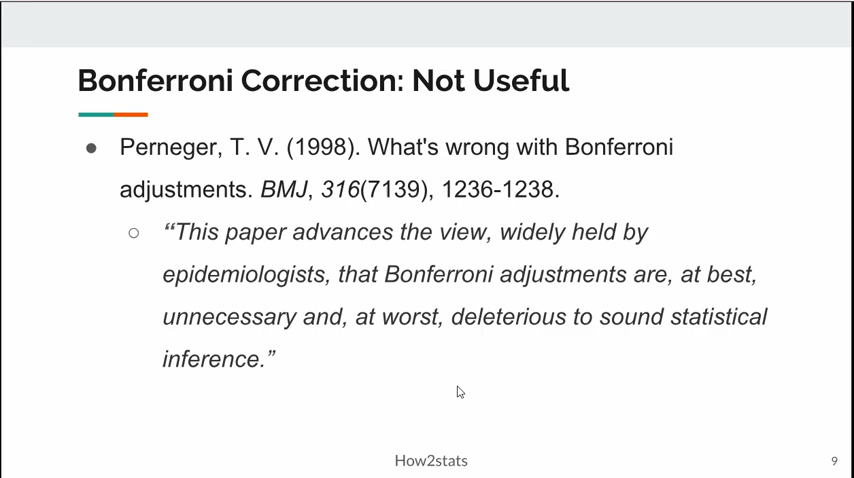 Bonferroni Correction: Not Useful
● Perneger, T. V. (1998). What's wrong with Bonferroni
adjustments. BMJ, 316(7139), 1236-1238.
○ “This paper advances the view, widely held by
epidemiologists, that Bonferroni adjustments are, at best,
unnecessary and, at worst, deleterious to sound statistical
inference.”
How2stats
9